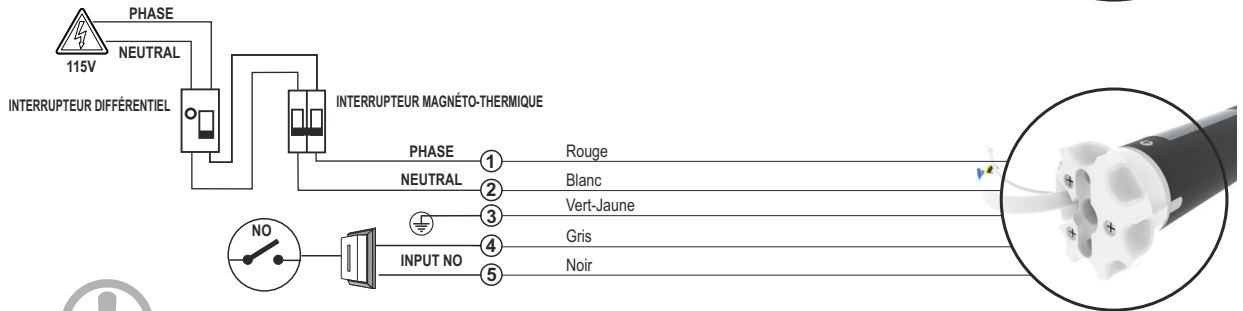 PHASE
NEUTRAL
115V
INTERRUPTEUR DIFFÉRENTIEL
INTERRUPTEUR MAGNÉTO-THERMIQUE
PHASE 1 Rouge
NEUTRAL 2 Blanc
3 Vert-Jaune
NO
4 Gris
INPUT NO 5 Noir